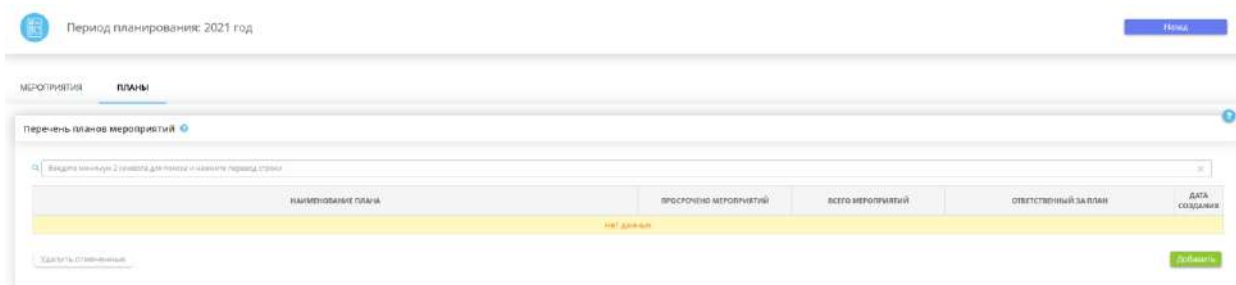 Период планирования: 2021 год
Назад
МЕРОПРИЯТИЯ ПЛАНЫ
Перечень планов мероприятий
Введите минимум 2 символа для поиска и нажмите перевод строки
НАИМЕНОВАНИЕ ПЛАНА ПРОСРОЧЕНО МЕРОПРИЯТИЙ ВСЕГО МЕРОПРИЯТИЙ ОТВЕТСТВЕННЫЙ ЗА ПЛАН ДАТА
СОЗДАНИЯ
Нет данных
Удалить отмеченные Добавить